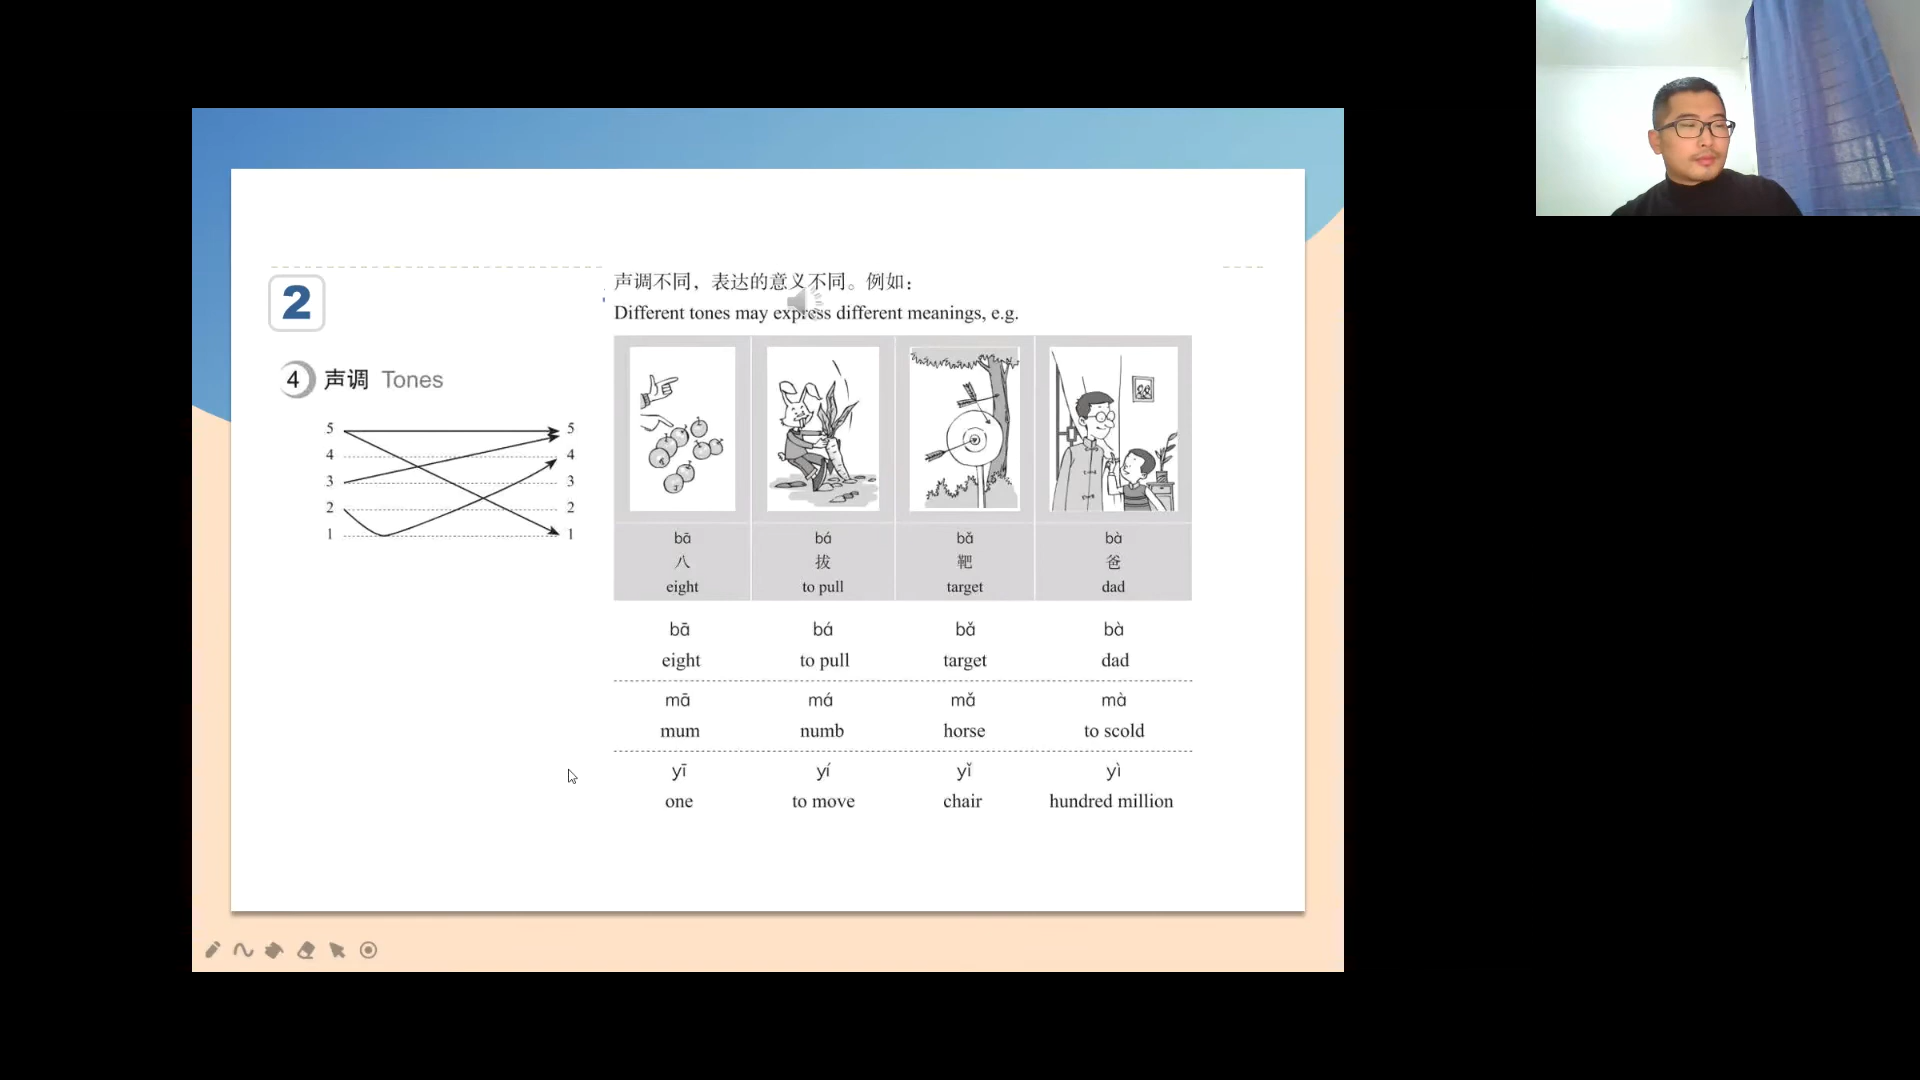 2
声调不同，表达的意义不同。例如：
Different tones may express different meanings, e.g.
4 声调 Tones
5 5
4 4
3 3
2 2
1 1
bā bá bǎ bà
八 拔 靶 爸
eight to pull target dad
bā bá bǎ bà
eight to pull target dad
mā má mǎ mà
mum numb horse to scold
yī yí yǐ yì
one to move chair hundred million